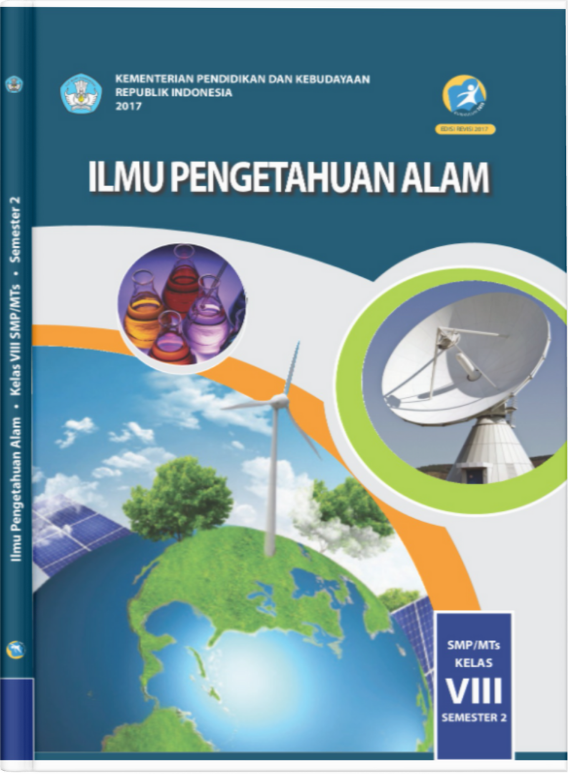 KEMENTERIAN PENDIDIKAN DAN KEBUDAYAAN
REPUBLIK INDONESIA
2017
EDISI REVISI 2017
ILMU PENGETAHUAN ALAM
Ilmu Pengetahuan Alam • Kelas VIII SMP/MTs • Semester 2
SMP/MTs
KELAS
VIII
SEMESTER 2